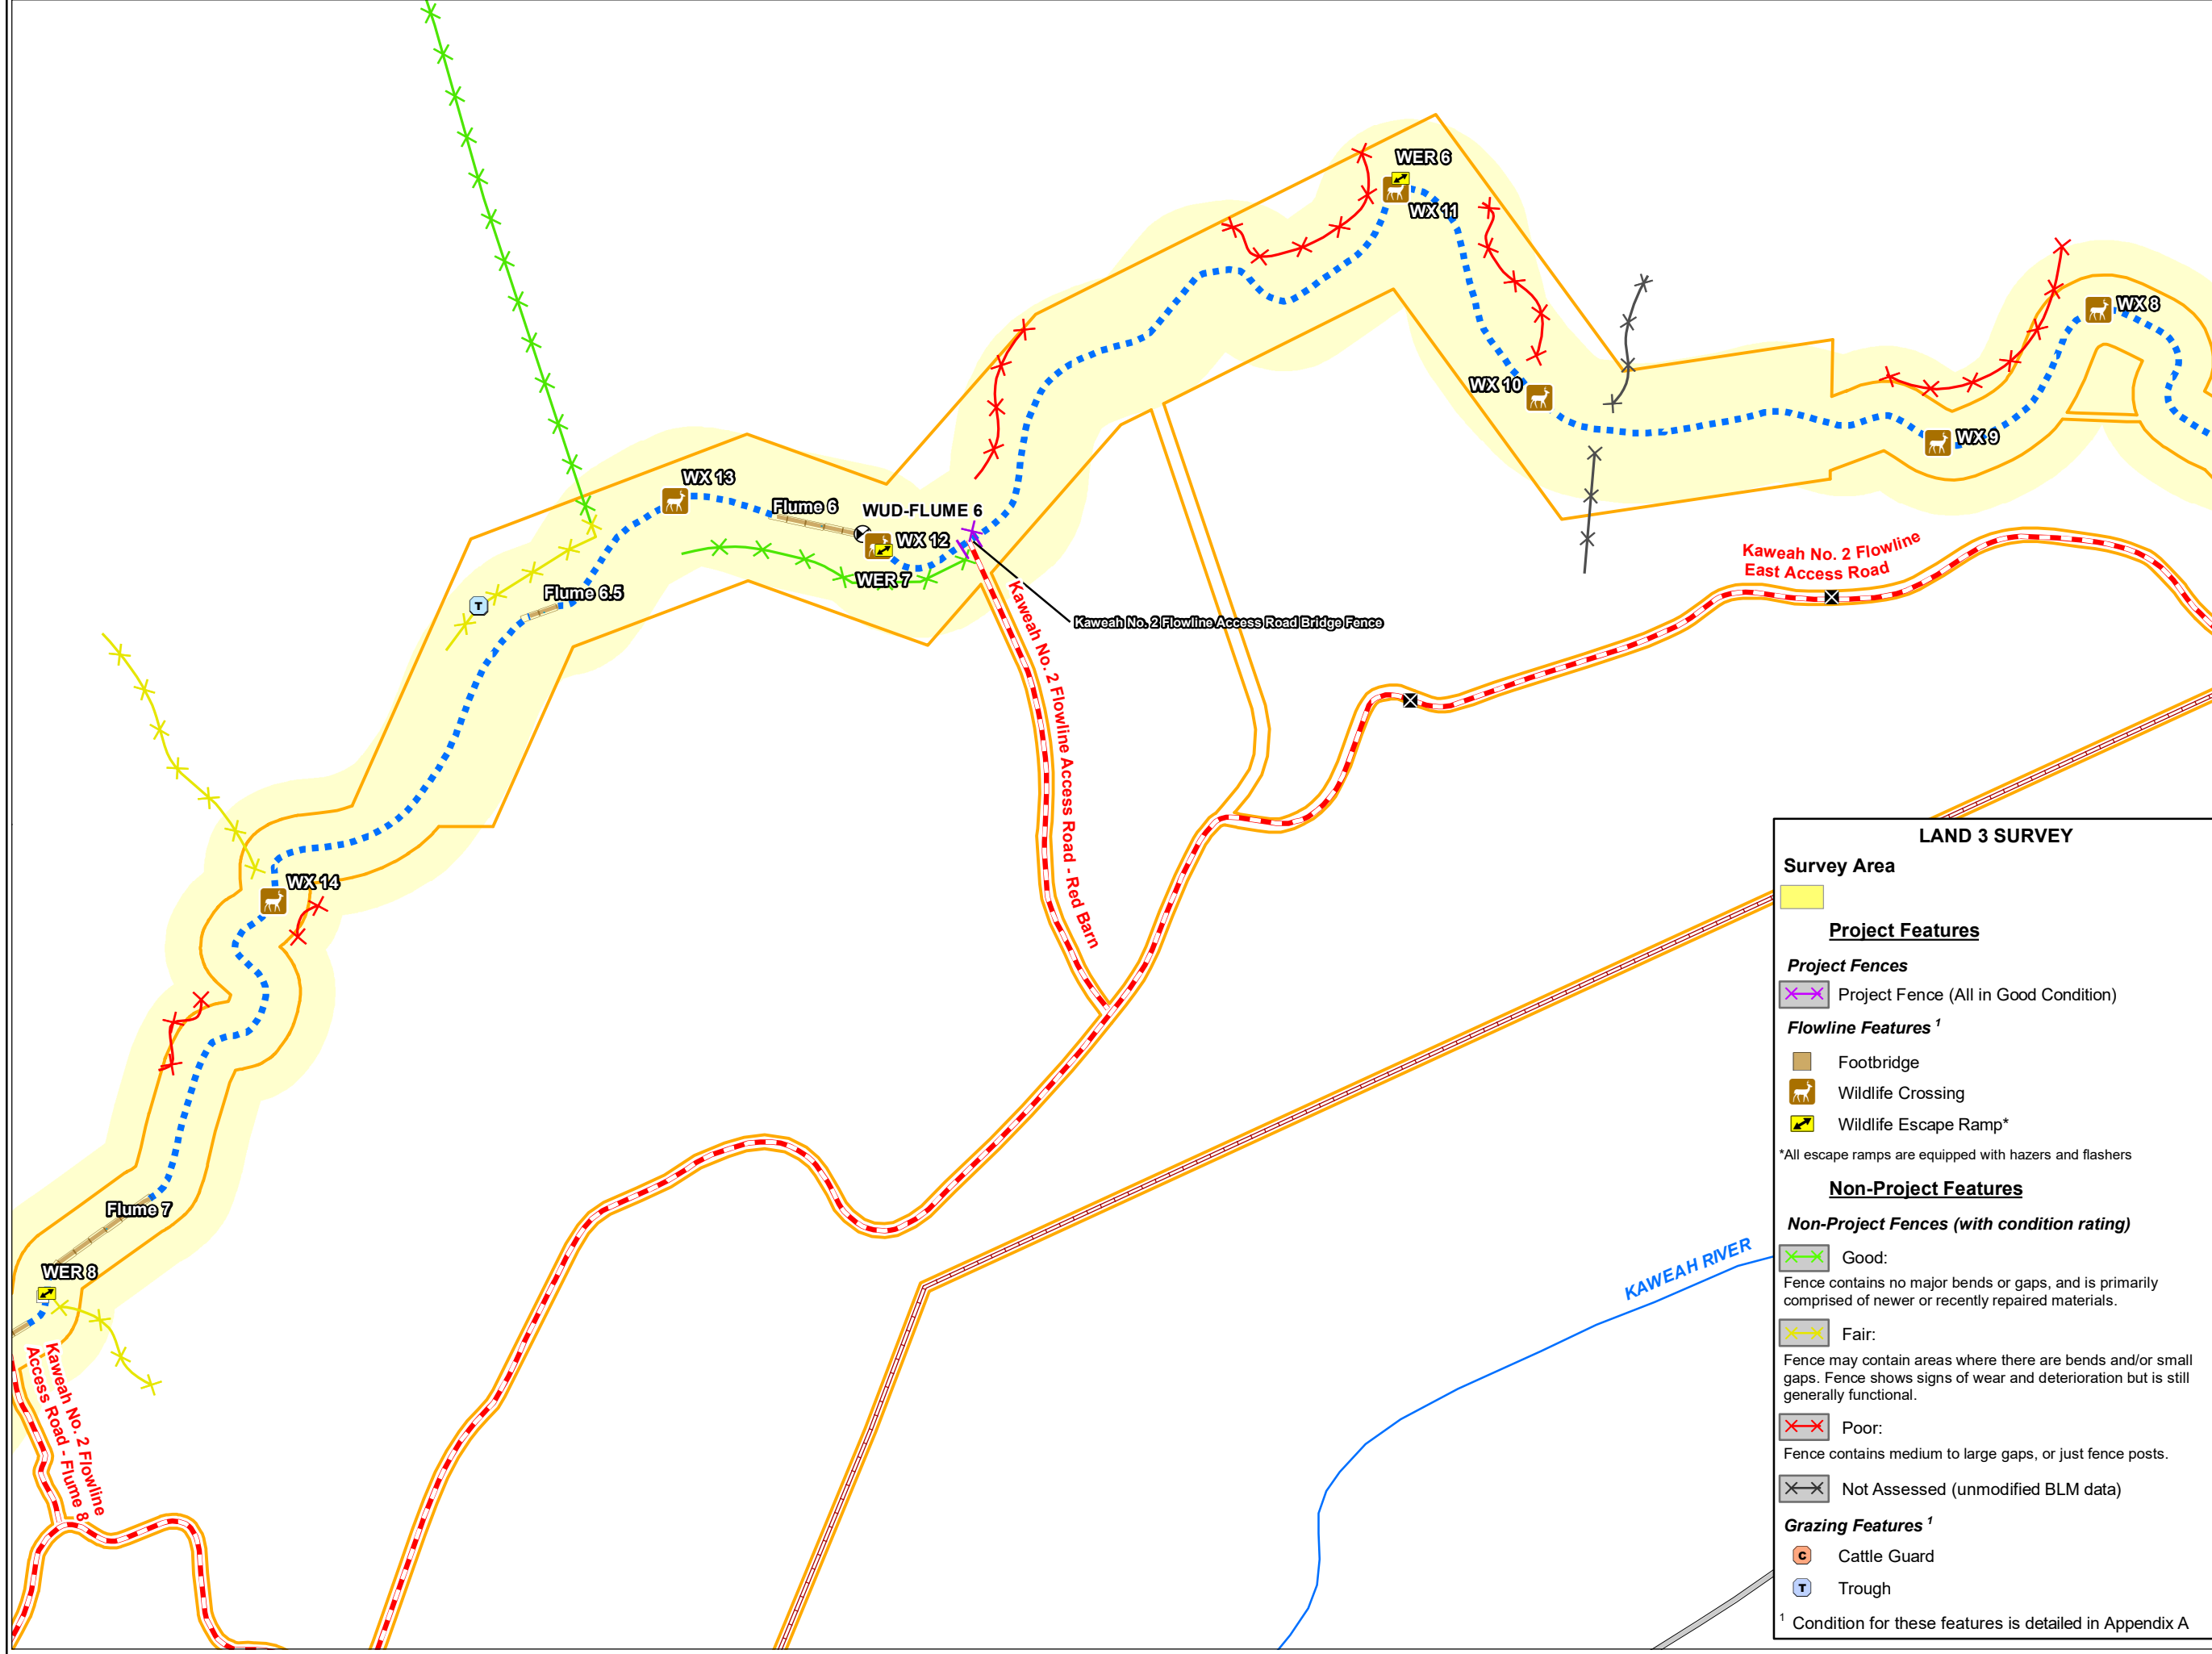 WER 6
WX 11
WX 8
WX 10
WX 9
WX 13
Flume 6
WUD-FLUME 6
WX 12
WER 7
Flume 6.5
T
Kaweah No. 2 Flowline
East Access Road
Kaweah No. 2 Flowline Access Road Bridge Fence
Kaweah No. 2 Flowline Access Road - Red Barn
WX 14
Flume 7
WER 8
Kaweah No. 2 Flowline
Access Road - Flume 8
KAWEAH RIVER
LAND 3 SURVEY
Survey Area
Project Features
Project Fences
Project Fence (All in Good Condition)
Flowline Features 1
Footbridge
Wildlife Crossing
Wildlife Escape Ramp*
*All escape ramps are equipped with hazers and flashers
Non-Project Features
Non-Project Fences (with condition rating)
Good:
Fence contains no major bends or gaps, and is primarily
comprised of newer or recently repaired materials.
Fair:
Fence may contain areas where there are bends and/or small
gaps. Fence shows signs of wear and deterioration but is still
generally functional.
Poor:
Fence contains medium to large gaps, or just fence posts.
Not Assessed (unmodified BLM data)
Grazing Features 1
C Cattle Guard
T Trough
1 Condition for these features is detailed in Appendix A